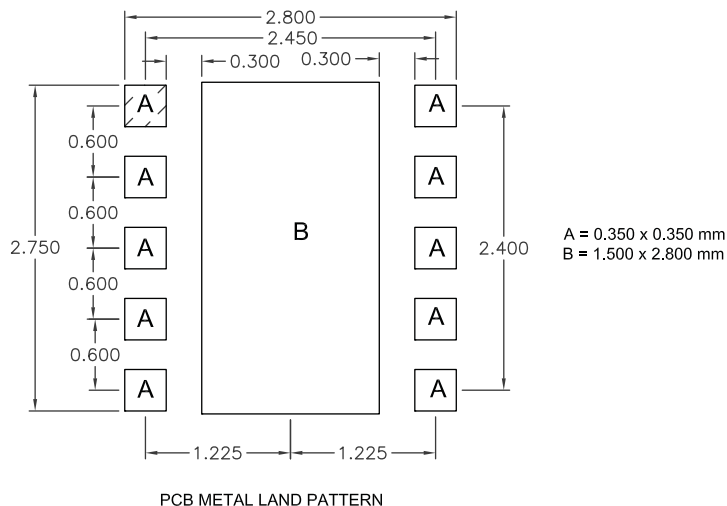 2.800
2.450
0.300 0.300
A A
0.600
A A
0.600
2.750 A B A 2.400
0.600
A A
0.600
A A
1.225 1.225
A = 0.350 x 0.350 mm
B = 1.500 x 2.800 mm
PCB METAL LAND PATTERN